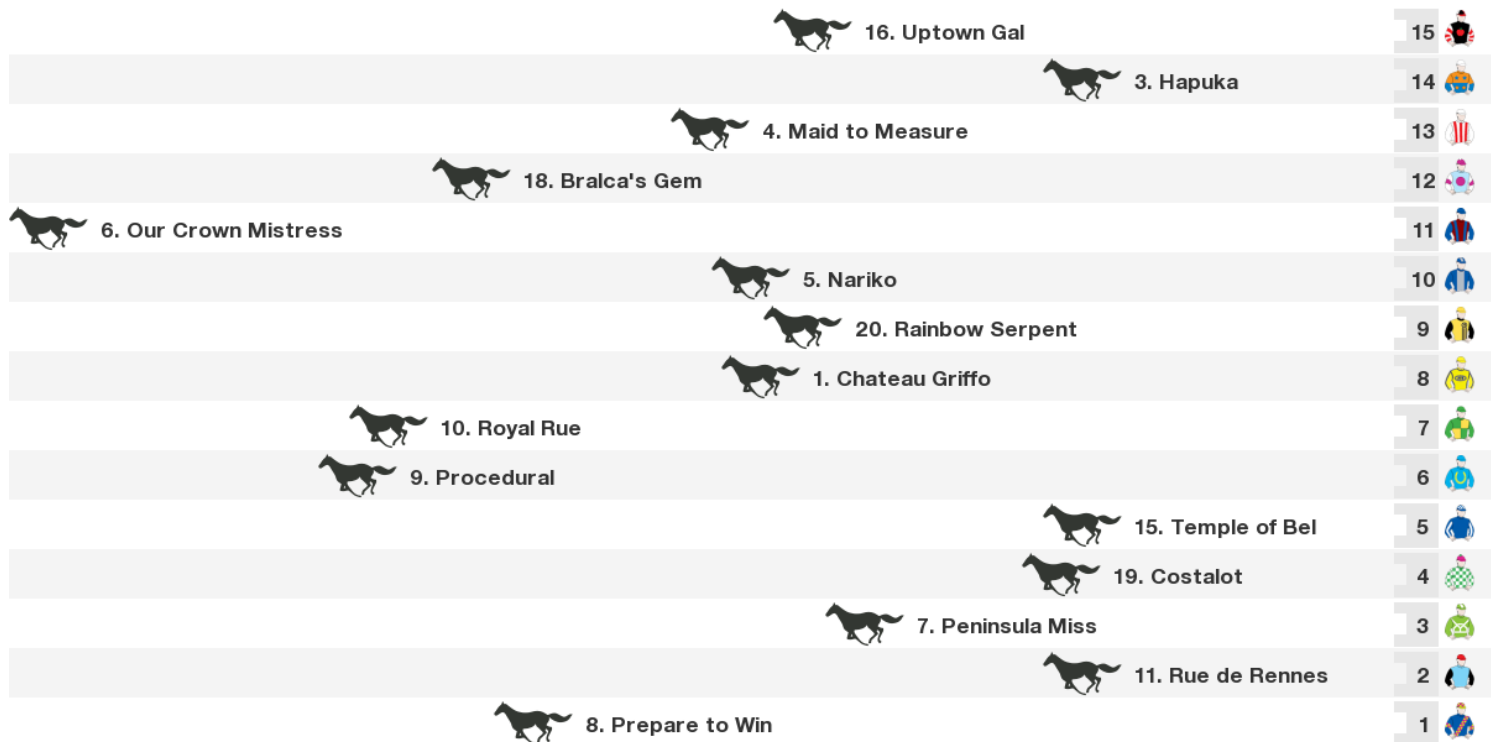 16. Uptown Gal 15
3. Hapuka 14
4. Maid to Measure 13
18. Bralca's Gem 12
6. Our Crown Mistress 11
5. Nariko 10
20. Rainbow Serpent 9
1. Chateau Griffo 8
10. Royal Rue 7
9. Procedural 6
15. Temple of Bel 5
19. Costalot 4
7. Peninsula Miss 3
11. Rue de Rennes 2
8. Prepare to Win 1